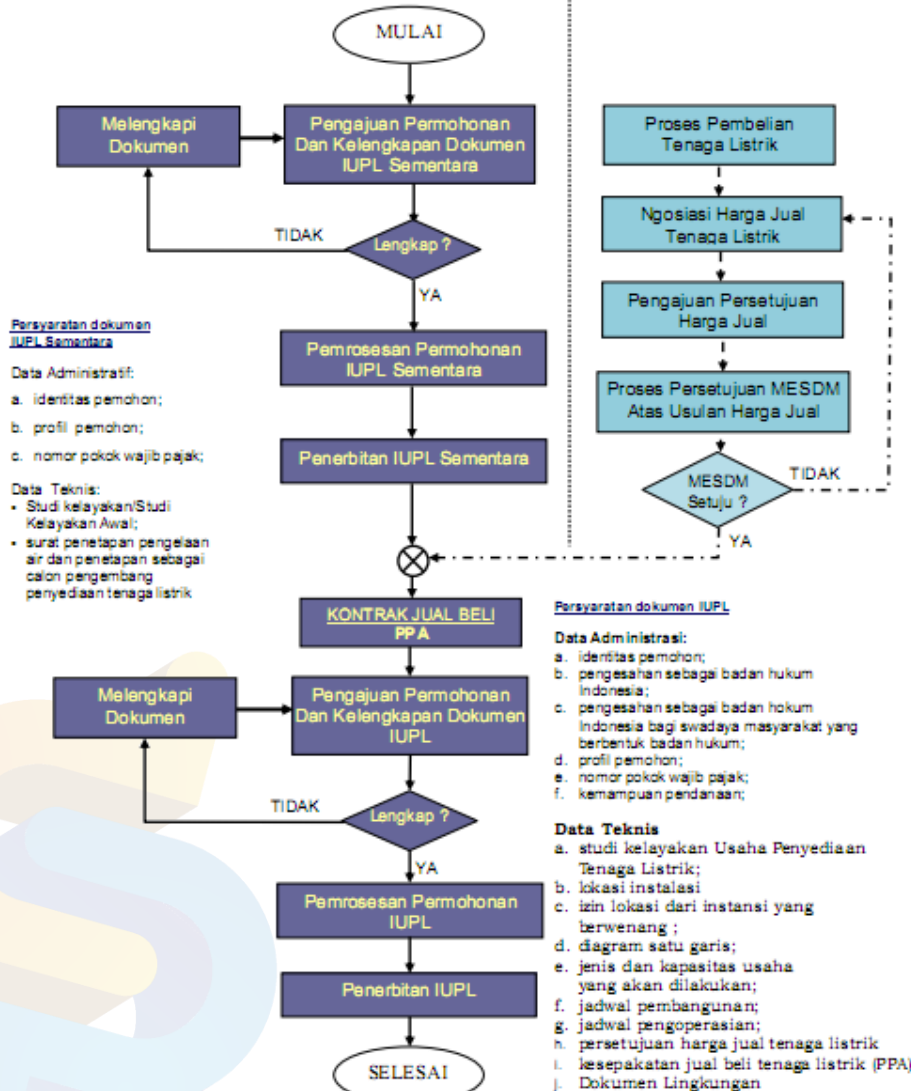 MULAI
Melengkapi
Dokumen
Pengajuan Permohonan
Dan Kelengkapan Dokumen
IUPL Sementara
TIDAK
Lengkap ?
YA
Pemrosesan Permohonan
IUPL Sementara
Penerbitan IUPL Sementara
Proses Pembelian
Tenaga Listrik
Ngosiasi Harga Jual
Tenaga Listrik
Pengajuan Persetujuan
Harga Jual
Proses Persetujuan MESDM
Atas Usulan Harga Jual
MESDM
Setuju ?
TIDAK
YA
Persyaratan dokumen
IUPL Sementara
Data Administratif:
a. identitas pemohon;
b. profil pemohon;
c. nomor pokok wajib pajak;
Data Teknis:
• Studi kelayakan/Studi
Kelayakan Awal;
• surat penetapan pengelaan
air dan penetapan sebagai
calon pengembang
penyediaan tenaga listrik
KONTRAK JUAL BELI
PPA
Melengkapi
Dokumen
Pengajuan Permohonan
Dan Kelengkapan Dokumen
IUPL
TIDAK
Lengkap ?
YA
Pemrosesan Permohonan
IUPL
Penerbitan IUPL
SELESAI
Persyaratan dokumen IUPL
Data Administrasi:
a. identitas pemohon;
b. pengesahan sebagai badan hukum
Indonesia;
c. pengesahan sebagai badan hokum
Indonesia bagi swadaya masyarakat yang
berbentuk badan hukum;
d. profil pemohon;
e. nomor pokok wajib pajak;
f. kemampuan pendanaan;
Data Teknis
a. studi kelayakan Usaha Penyediaan
Tenaga Listrik;
b. lokasi instalasi
c. izin lokasi dari instansi yang
berwenang ;
d. diagram satu garis;
e. jenis dan kapasitas usaha
yang akan dilakukan;
f. jadwal pembangunan;
g. jadwal pengoperasian;
h. persetujuan harga jual tenaga listrik
i. kesepakatan jual beli tenaga listrik (PPA)
j. Dokumen Lingkungan